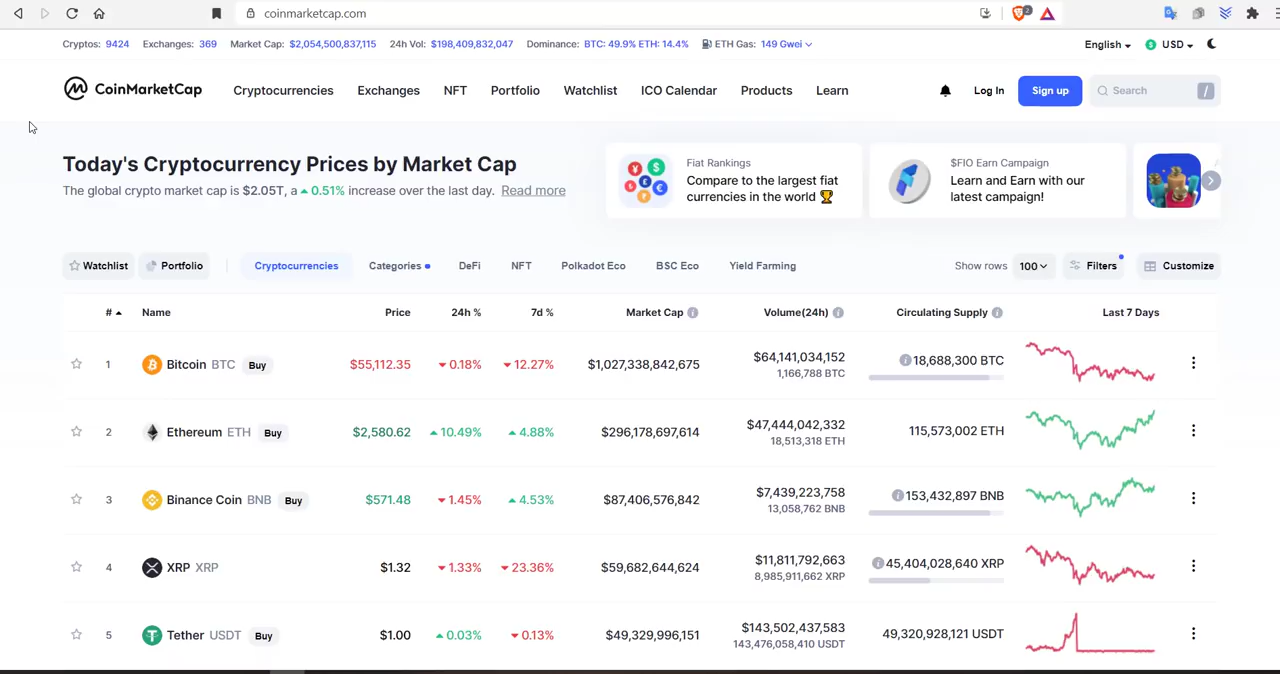 coinmarketcap.com
2
Cryptos: 9424 Exchanges: 369 Market Cap: $2,054,500,837,115 24h Vol: $198,409,832,047 Dominance: BTC: 49.9% ETH: 14.4% ETH Gas: 149 Gwei English USD
CoinMarketCap Cryptocurrencies Exchanges NFT Portfolio Watchlist ICO Calendar Products Learn Log In Sign up Search /
Today's Cryptocurrency Prices by Market Cap
The global crypto market cap is $2.05T, a 0.51% increase over the last day. Read more
Fiat Rankings
Compare to the largest fiat
currencies in the world
$FIO Earn Campaign
Learn and Earn with our
latest campaign!
Watchlist Portfolio Cryptocurrencies Categories DeFi NFT Polkadot Eco BSC Eco Yield Farming Show rows 100 Filters Customize
# Name Price 24h % 7d % Market Cap Volume(24h) Circulating Supply Last 7 Days
1 Bitcoin BTC Buy $55,112.35 0.18% 12.27% $1,027,338,842,675 $64,141,034,152 18,688,300 BTC
1,166,788 BTC
2 Ethereum ETH Buy $2,580.62 10.49% 4.88% $296,178,697,614 $47,444,042,332 115,573,002 ETH
18,513,318 ETH
3 Binance Coin BNB Buy $571.48 1.45% 4.53% $87,406,576,842 $7,439,223,758 153,432,897 BNB
13,058,762 BNB
4 XRP XRP $1.32 1.33% 23.36% $59,682,644,624 $11,811,792,663 45,404,028,640 XRP
8,985,911,662 XRP
5 Tether USDT Buy $1.00 0.03% 0.13% $49,329,996,151 $143,502,437,583 49,320,928,121 USDT
143,476,058,410 USDT